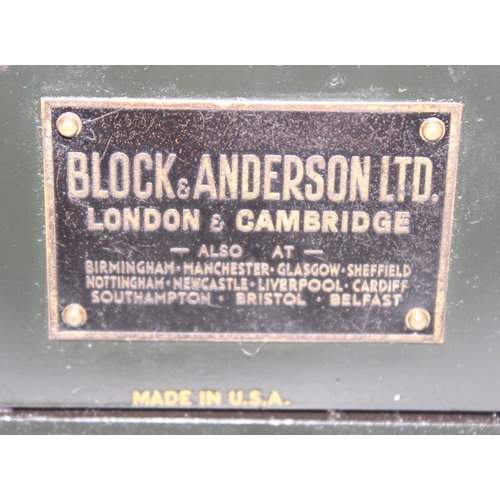 BLOCK & ANDERSON LTD.
LONDON & CAMBRIDGE
— ALSO AT —
BIRMINGHAM · MANCHESTER · GLASGOW · SHEFFIELD
NOTTINGHAM · NEWCASTLE · LIVERPOOL · CARDIFF
SOUTHAMPTON · BRISTOL · BELFAST
MADE IN U.S.A.